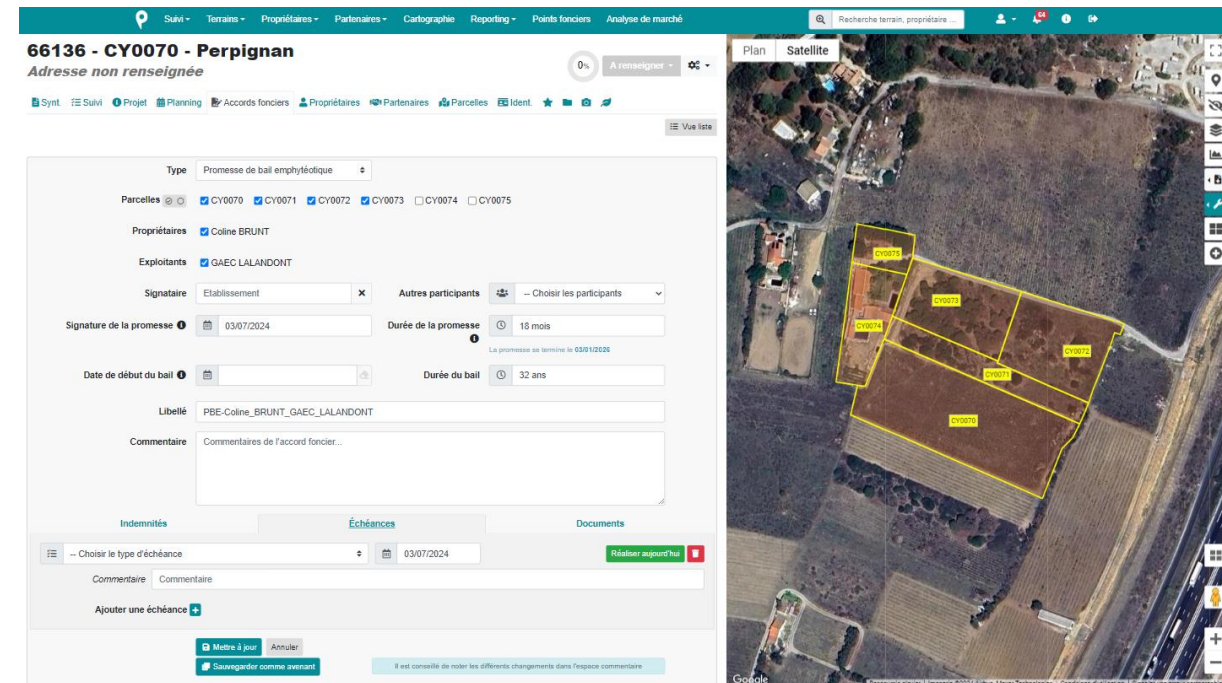 Suivi Terrains Propriétaires Partenaires Cartographie Reporting Points fonciers Analyse de marché Recherche terrain, propriétaire ... 64
66136 - CY0070 - Perpignan
Adresse non renseignée
0% A renseigner
Synt. Suivi Projet Planning Accords fonciers Propriétaires Partenaires Parcelles Ident.
Vue liste
Type Promesse de bail emphytéotique
Parcelles CY0070 CY0071 CY0072 CY0073 CY0074 CY0075
Propriétaires Coline BRUNT
Exploitants GAEC LALANDONT
Signataire Etablissement Autres participants -- Choisir les participants
Signature de la promesse 03/07/2024 Durée de la promesse 18 mois
La promesse se termine le 03/01/2026
Date de début du bail Durée du bail 32 ans
Libellé PBE-Coline_BRUNT_GAEC_LALANDONT
Commentaire Commentaires de l'accord foncier...
Indemnités Échéances Documents
-- Choisir le type d'échéance 03/07/2024 Réaliser aujourd'hui
Commentaire Commentaire
Ajouter une échéance
Mettre à jour Annuler
Sauvegarder comme avenant Il est conseillé de noter les différents changements dans l'espace commentaire
Plan Satellite
CY0075
CY0073
CY0074
CY0072
CY0071
CY0070
Google